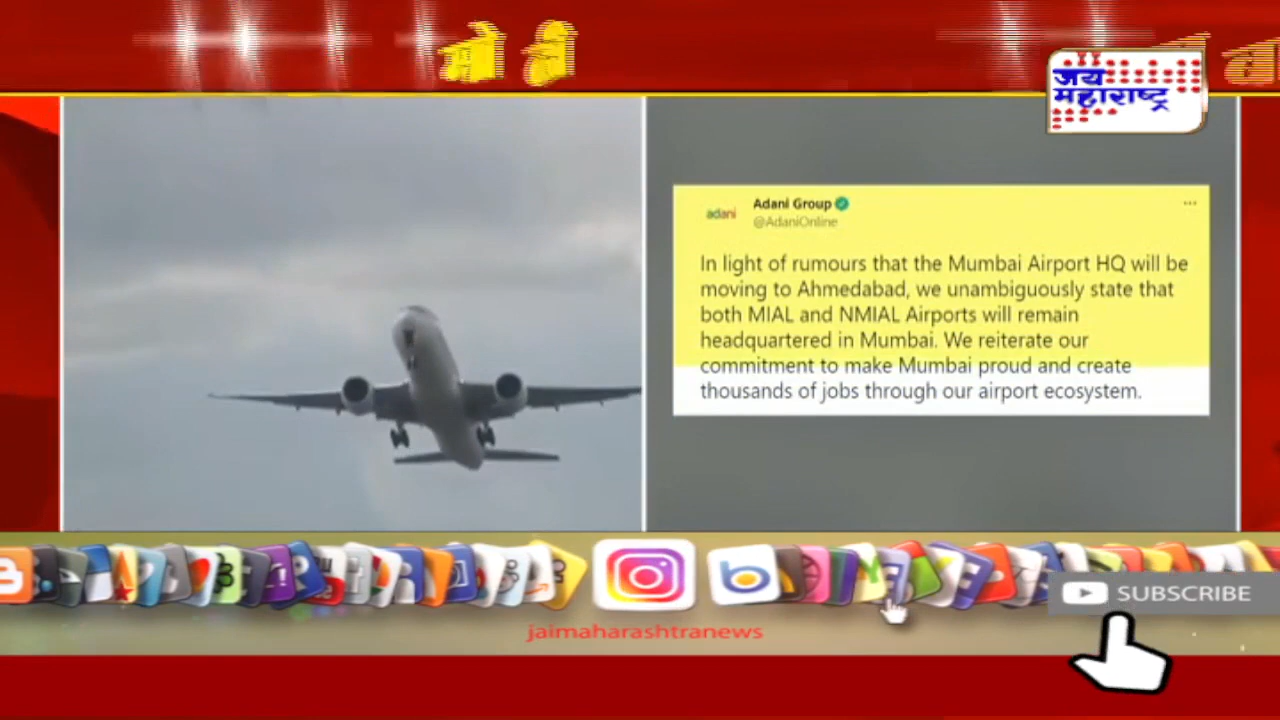 जय
महाराष्ट्र
Adani Group
adani
@AdaniOnline
In light of rumours that the Mumbai Airport HQ will be
moving to Ahmedabad, we unambiguously state that
both MIAL and NMIAL Airports will remain
headquartered in Mumbai. We reiterate our
commitment to make Mumbai proud and create
thousands of jobs through our airport ecosystem.
SUBSCRIBE
jaimaharashtranews